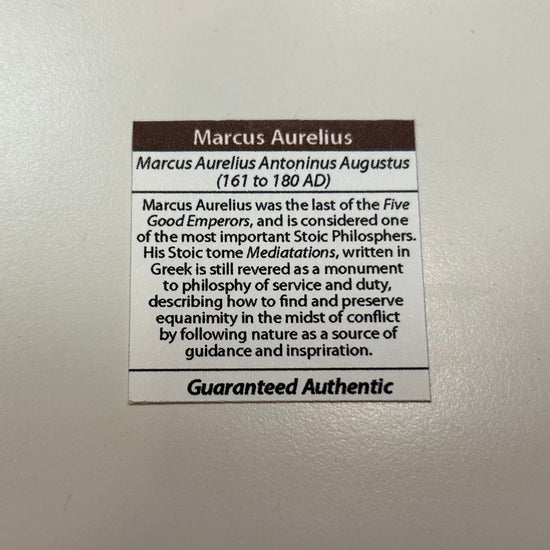 Marcus Aurelius
Marcus Aurelius Antoninus Augustus
(161 to 180 AD)
Marcus Aurelius was the last of the Five
Good Emperors, and is considered one
of the most important Stoic Philosphers.
His Stoic tome Mediatations, written in
Greek is still revered as a monument
to philosphy of service and duty,
describing how to find and preserve
equanimity in the midst of conflict
by following nature as a source of
guidance and inspriration.
Guaranteed Authentic